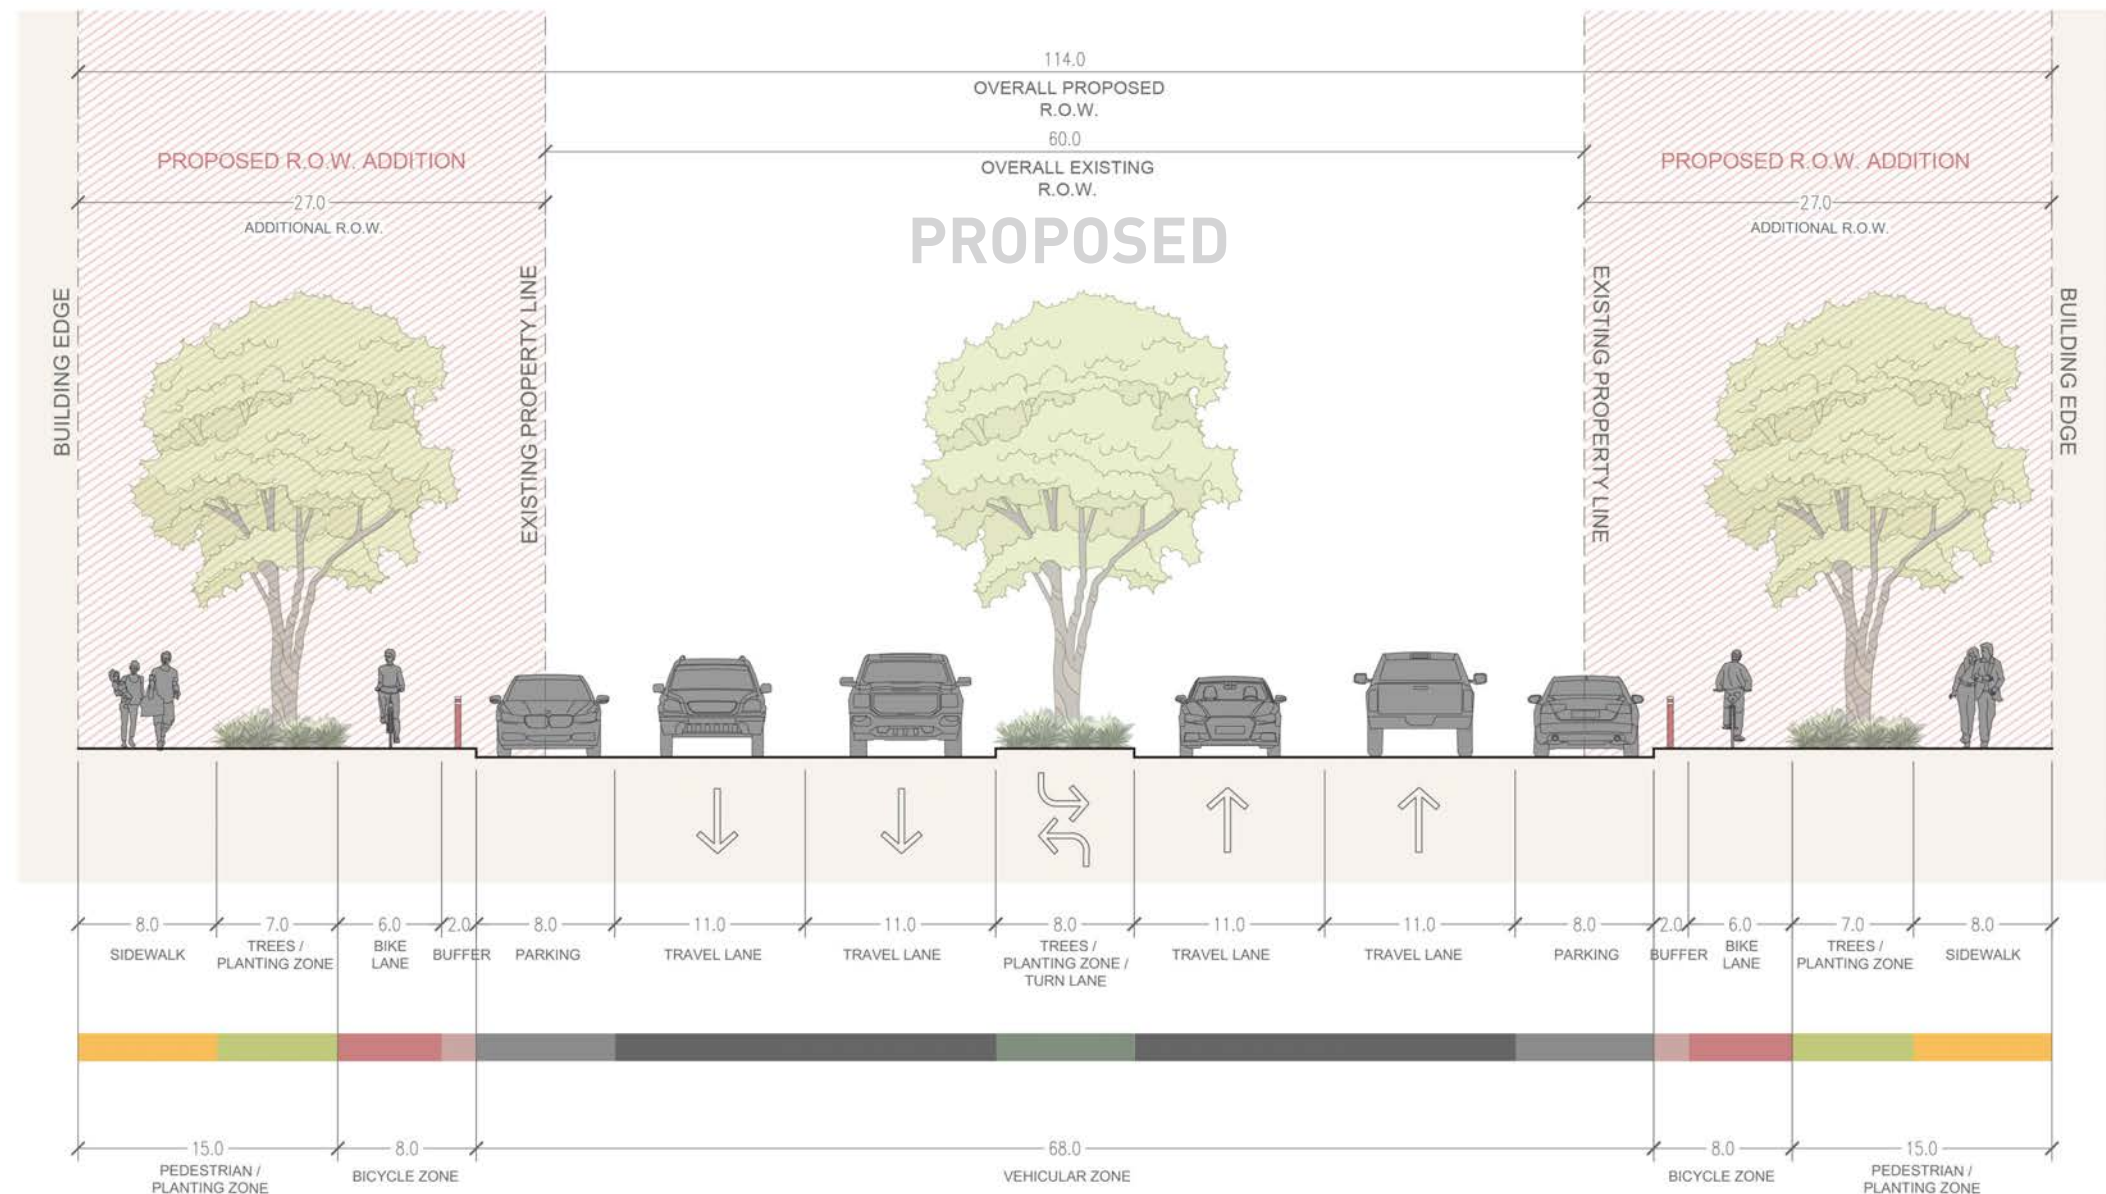 114.0
OVERALL PROPOSED
R.O.W.
60.0
OVERALL EXISTING
R.O.W.
PROPOSED R.O.W. ADDITION
27.0
ADDITIONAL R.O.W.
PROPOSED R.O.W. ADDITION
27.0
ADDITIONAL R.O.W.
PROPOSED
BUILDING EDGE
EXISTING PROPERTY LINE
EXISTING PROPERTY LINE
BUILDING EDGE
8.0
SIDEWALK
7.0
TREES /
PLANTING ZONE
6.0
BIKE
LANE
2.0
BUFFER
8.0
PARKING
11.0
TRAVEL LANE
11.0
TRAVEL LANE
8.0
TREES /
PLANTING ZONE /
TURN LANE
11.0
TRAVEL LANE
11.0
TRAVEL LANE
8.0
PARKING
2.0
BUFFER
6.0
BIKE
LANE
7.0
TREES /
PLANTING ZONE
8.0
SIDEWALK
15.0
PEDESTRIAN /
PLANTING ZONE
8.0
BICYCLE ZONE
68.0
VEHICULAR ZONE
8.0
BICYCLE ZONE
15.0
PEDESTRIAN /
PLANTING ZONE